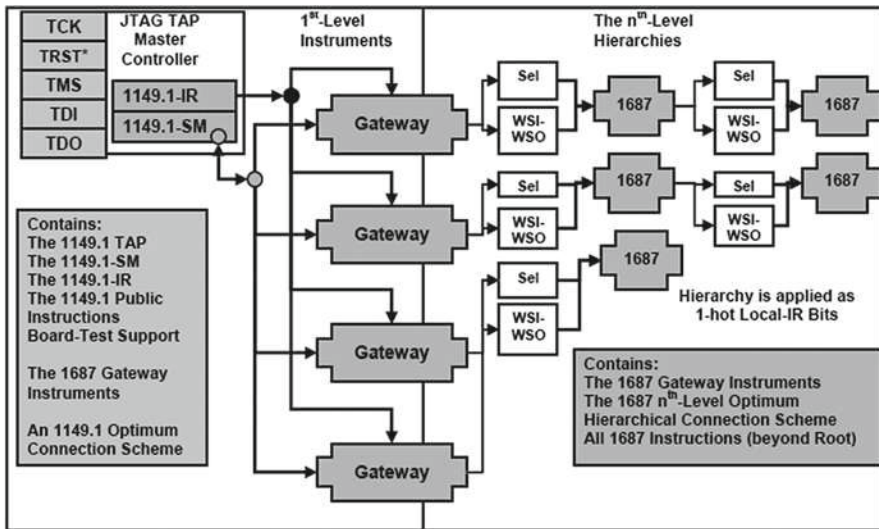 TCK
TRST*
TMS
TDI
TDO
JTAG TAP
Master
Controller
1149.1-IR
1149.1-SM
1st-Level
Instruments
The nth-Level
Hierarchies
Gateway
Sel
WSI-
WSO
1687
Sel
WSI-
WSO
1687
Gateway
Sel
WSI-
WSO
1687
Sel
WSI-
WSO
1687
Gateway
Sel
WSI-
WSO
1687
Gateway
Hierarchy is applied as
1-hot Local-IR Bits
Contains:
The 1149.1 TAP
The 1149.1-SM
The 1149.1-IR
The 1149.1 Public
Instructions
Board-Test Support
The 1687 Gateway
Instruments
An 1149.1 Optimum
Connection Scheme
Contains:
The 1687 Gateway Instruments
The 1687 nth-Level Optimum
Hierarchical Connection Scheme
All 1687 Instructions (beyond Root)